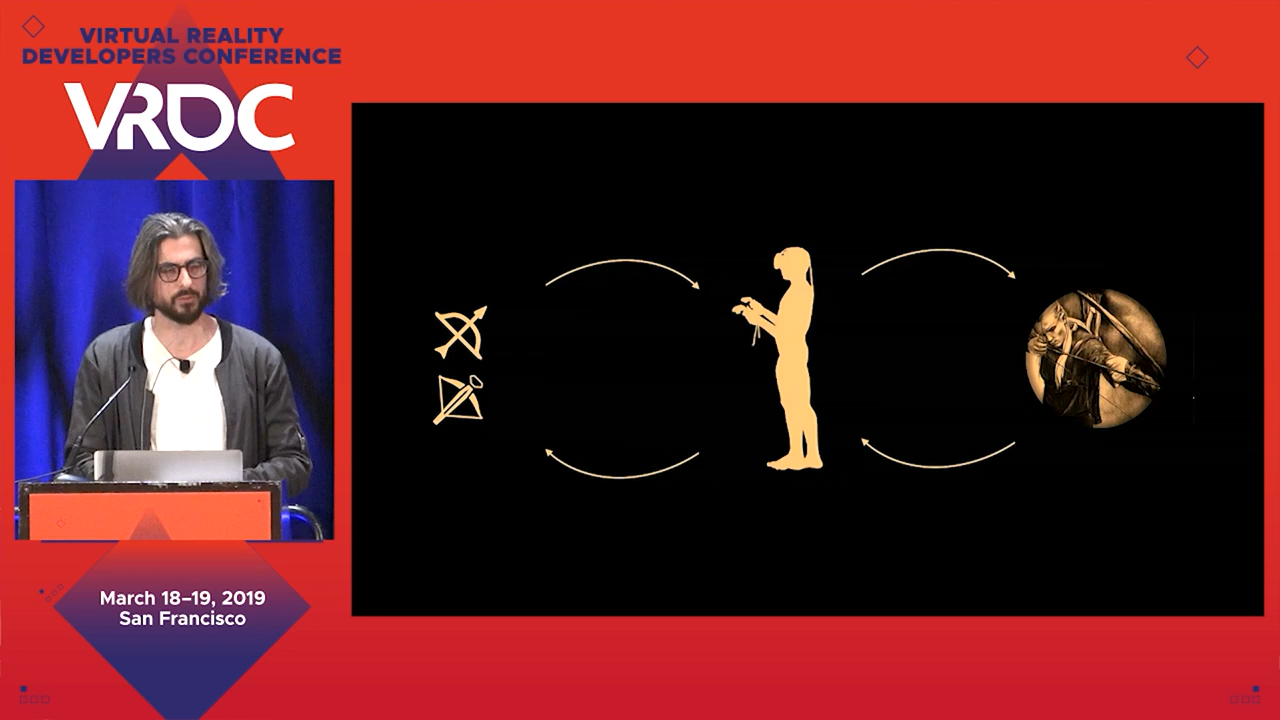 VIRTUAL REALITY
DEVELOPERS CONFERENCE
VRDC
March 18–19, 2019
San Francisco